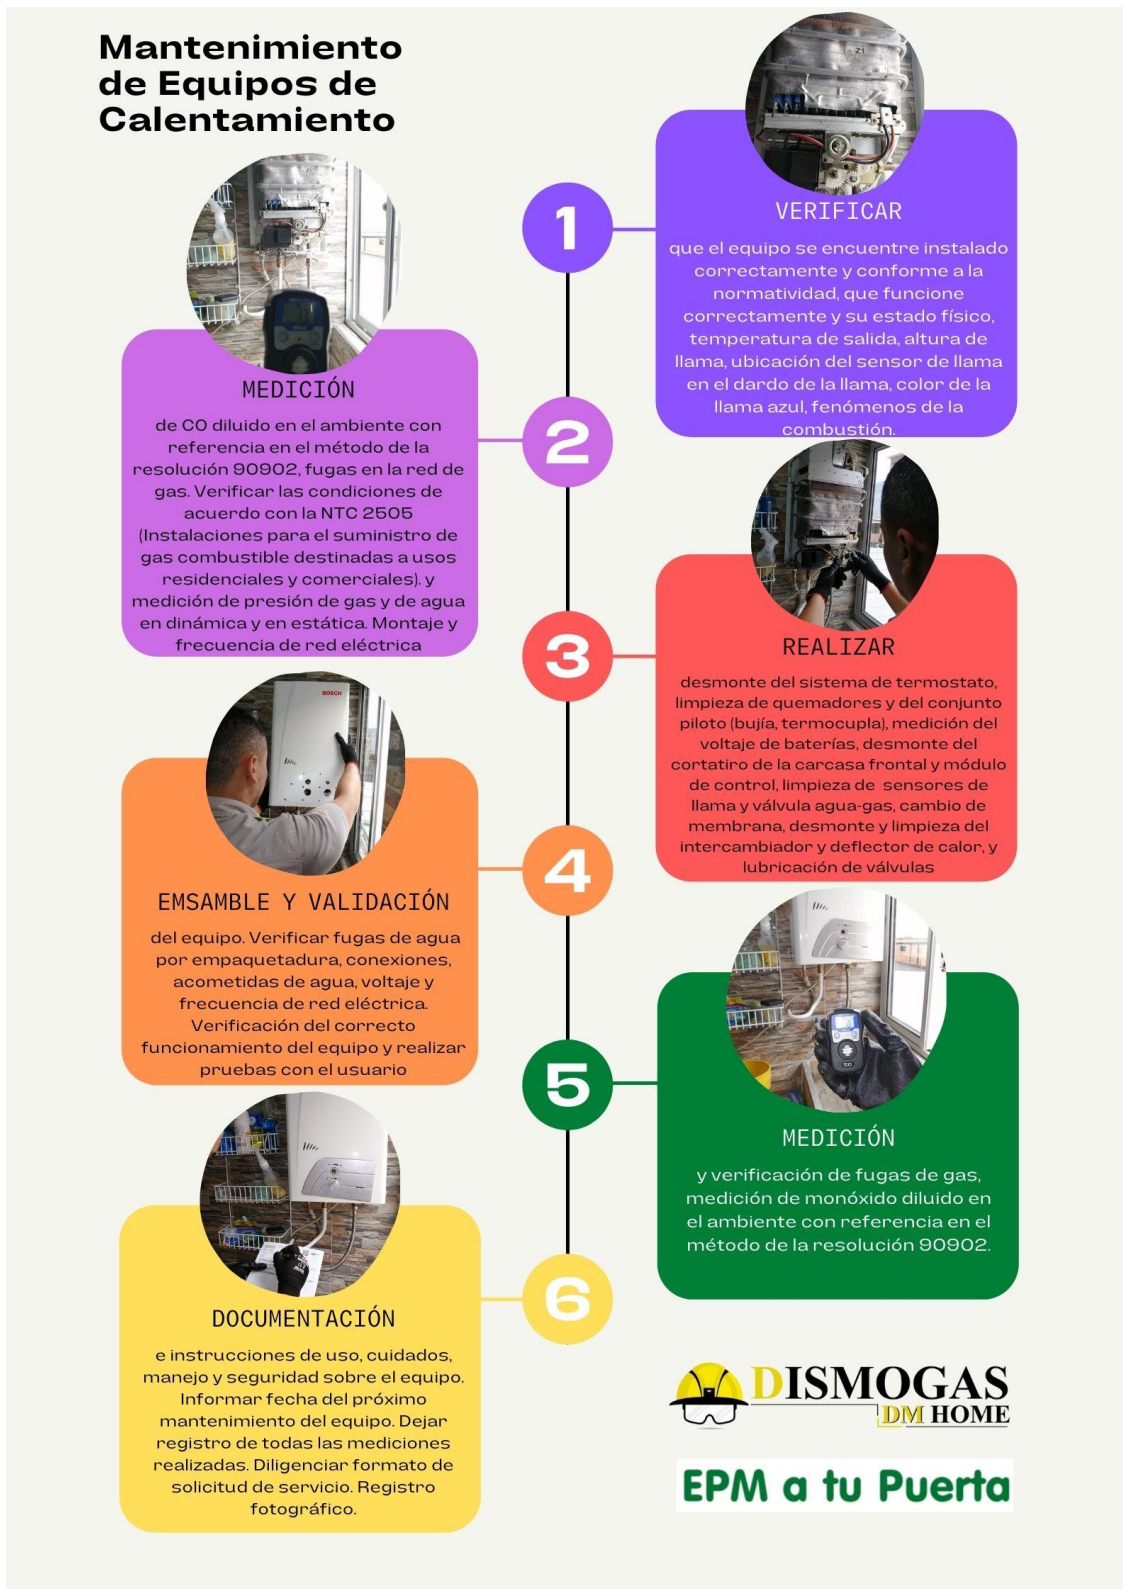 Mantenimiento
de Equipos de
Calentamiento
1
VERIFICAR
que el equipo se encuentre instalado
correctamente y conforme a la
normatividad, que funcione
correctamente y su estado físico,
temperatura de salida, altura de
llama, ubicación del sensor de llama
en el dardo de la llama, color de la
llama azul, fenómenos de la
combustión.
2
MEDICIÓN
de CO diluido en el ambiente con
referencia en el método de la
resolución 90902, fugas en la red de
gas. Verificar las condiciones de
acuerdo con la NTC 2505
(Instalaciones para el suministro de
gas combustible destinadas a usos
residenciales y comerciales). y
medición de presión de gas y de agua
en dinámica y en estática. Montaje y
frecuencia de red eléctrica
3
REALIZAR
desmonte del sistema de termostato,
limpieza de quemadores y del conjunto
piloto (bujía, termocupla), medición del
voltaje de baterías, desmonte del
cortatiro de la carcasa frontal y módulo
de control, limpieza de sensores de
llama y válvula agua-gas, cambio de
membrana, desmonte y limpieza del
intercambiador y deflector de calor, y
lubricación de válvulas
BOSCH
4
EMSAMBLE Y VALIDACIÓN
del equipo. Verificar fugas de agua
por empaquetadura, conexiones,
acometidas de agua, voltaje y
frecuencia de red eléctrica.
Verificación del correcto
funcionamiento del equipo y realizar
pruebas con el usuario
5
MEDICIÓN
y verificación de fugas de gas,
medición de monóxido diluido en
el ambiente con referencia en el
método de la resolución 90902.
6
DOCUMENTACIÓN
e instrucciones de uso, cuidados,
manejo y seguridad sobre el equipo.
Informar fecha del próximo
mantenimiento del equipo. Dejar
registro de todas las mediciones
realizadas. Diligenciar formato de
solicitud de servicio. Registro
fotográfico.
DISMOGAS
DM HOME
EPM a tu Puerta